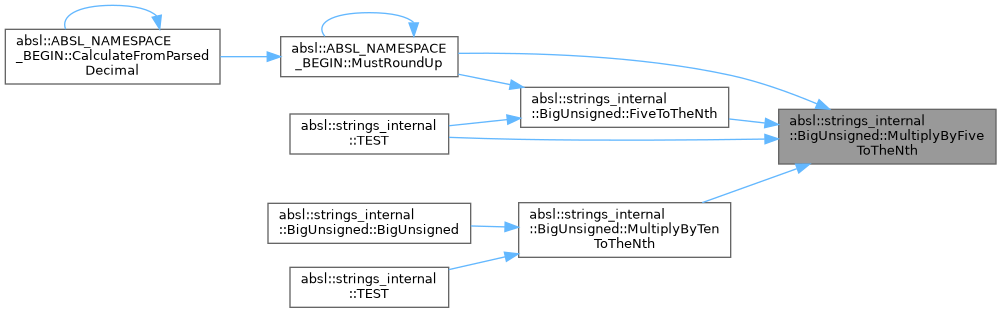 absl::ABSL_NAMESPACE
_BEGIN::CalculateFromParsed
Decimal
absl::ABSL_NAMESPACE
_BEGIN::MustRoundUp
absl::strings_internal
::BigUnsigned::FiveToTheNth
absl::strings_internal
::TEST
absl::strings_internal
::BigUnsigned::MultiplyByFive
ToTheNth
absl::strings_internal
::BigUnsigned::BigUnsigned
absl::strings_internal
::BigUnsigned::MultiplyByTen
ToTheNth
absl::strings_internal
::TEST